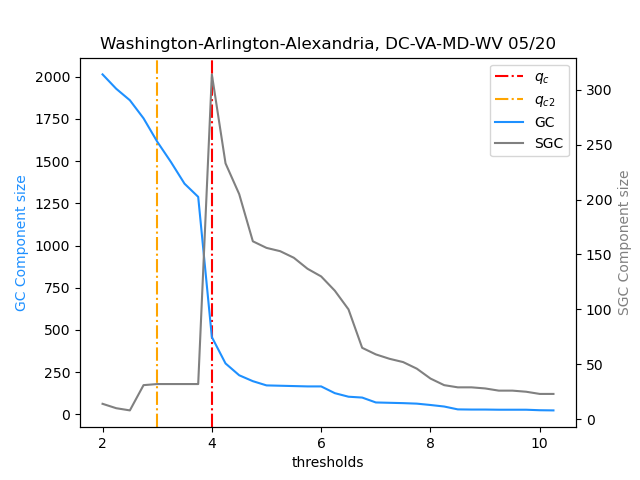 Washington-Arlington-Alexandria, DC-VA-MD-WV 05/20
2000
1750
1500
1250
1000
750
500
250
0
GC Component size
300
250
200
150
100
50
0
SGC Component size
q_c
q_c2
GC
SGC
2
4
6
8
10
thresholds